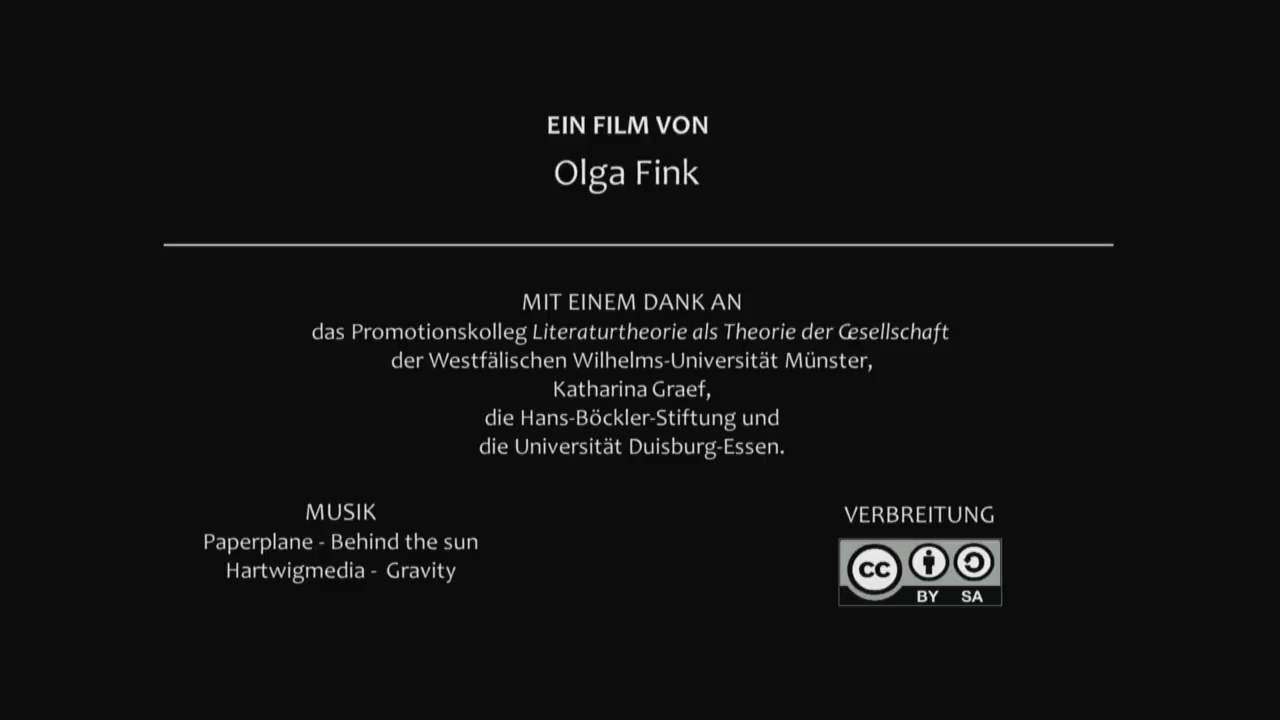 EIN FILM VON
Olga Fink
MIT EINEM DANK AN
das Promotionskolleg Literaturtheorie als Theorie der Gesellschaft
der Westfälischen Wilhelms-Universität Münster,
Katharina Graef,
die Hans-Böckler-Stiftung und
die Universität Duisburg-Essen.
MUSIK
Paperplane - Behind the sun
Hartwigmedia - Gravity
VERBREITUNG
cc
BY SA